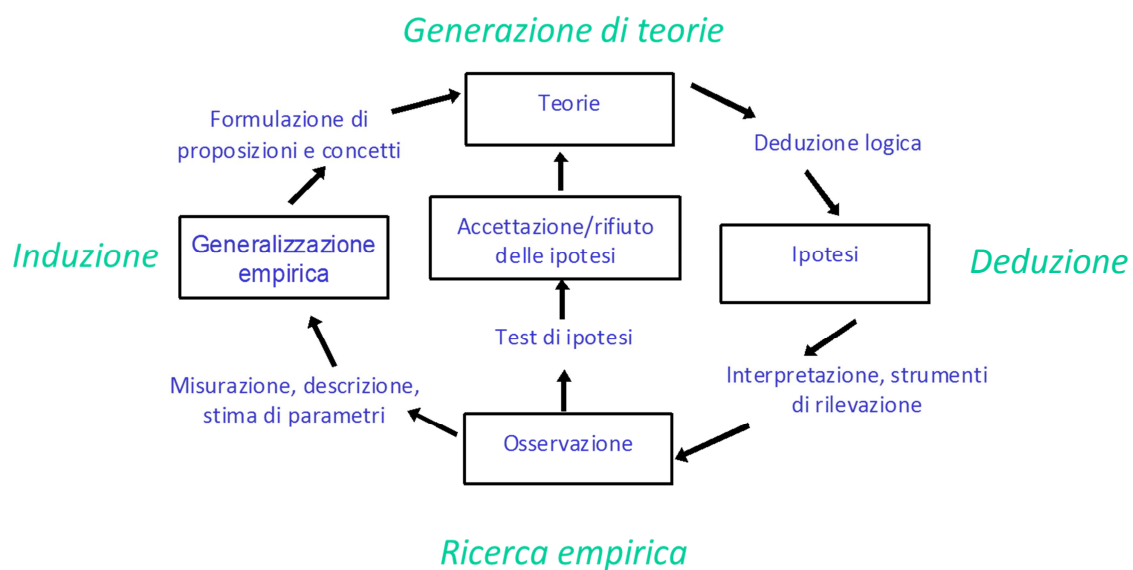 Generazione di teorie
Teorie
Formulazione di
proposizioni e concetti
Deduzione logica
Induzione
Generalizzazione
empirica
Accettazione/rifiuto
delle ipotesi
Ipotesi
Deduzione
Test di ipotesi
Misurazione, descrizione,
stima di parametri
Interpretazione, strumenti
di rilevazione
Osservazione
Ricerca empirica